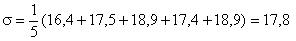 σ = 1/5 (16,4 + 17,5 + 18,9 + 17,4 + 18,9) = 17,8